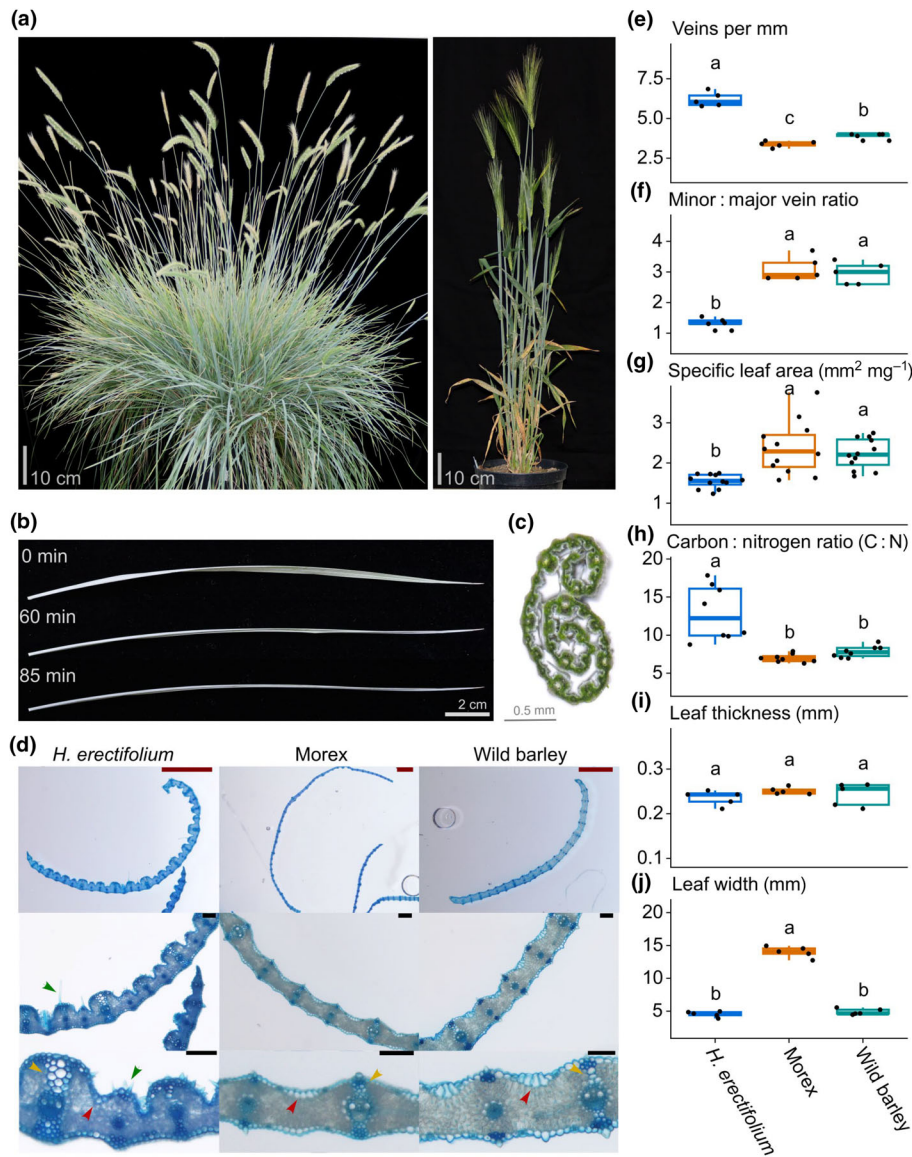 (a)
10 cm
10 cm
(b)
0 min
60 min
85 min
2 cm
(c)
0.5 mm
(d)
H. erectifolium
Morex
Wild barley
(e)
Veins per mm
7.5
5.0
2.5
a
c
b
(f)
Minor : major vein ratio
4
3
2
1
b
a
a
(g)
Specific leaf area (mm² mg⁻¹)
3
2
1
b
a
a
(h)
Carbon : nitrogen ratio (C : N)
20
15
10
5
a
b
b
(i)
Leaf thickness (mm)
0.3
0.2
0.1
a
a
a
(j)
Leaf width (mm)
20
15
10
5
b
a
b
H. erectifolium
Morex
Wild barley